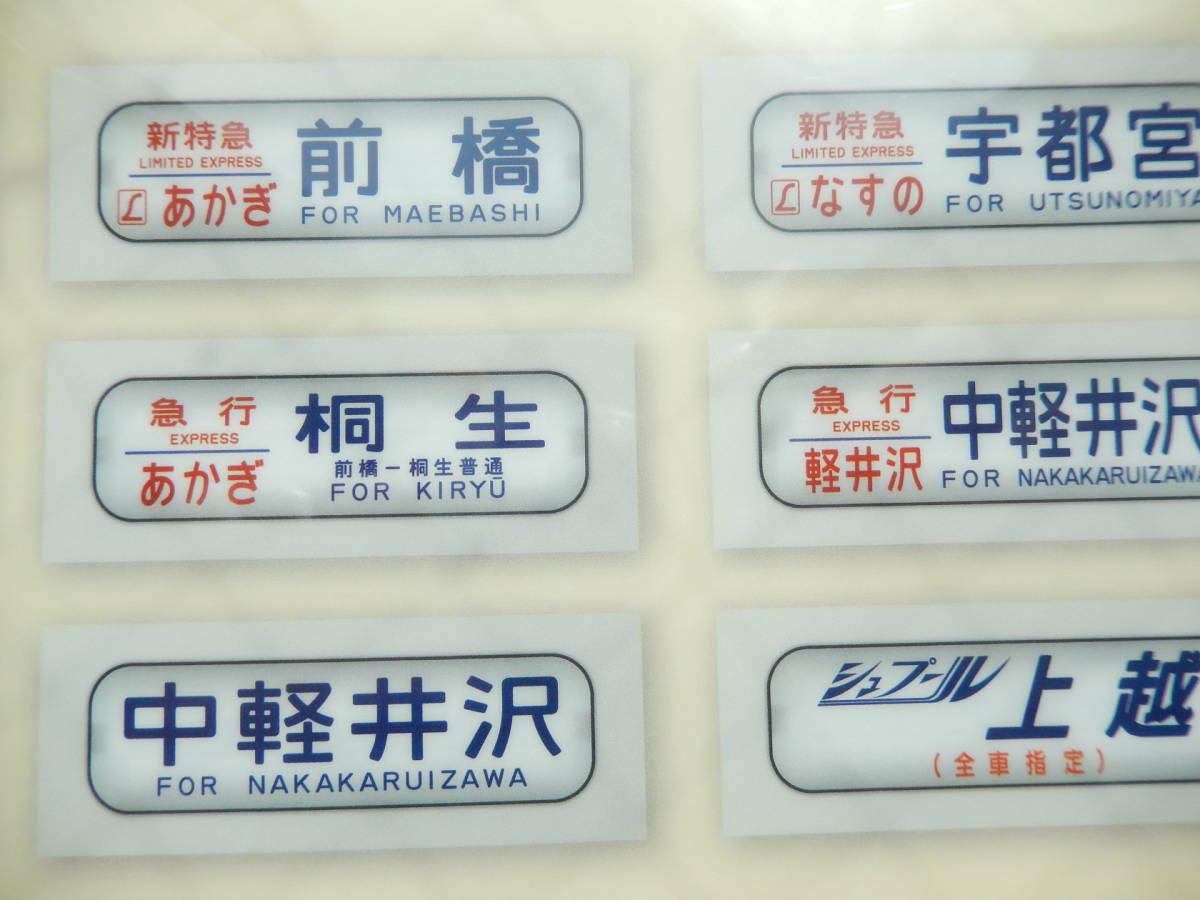 新特急
LIMITED EXPRESS
L あかぎ
前橋
FOR MAEBASHI
新特急
LIMITED EXPRESS
L なすの
宇都宮
FOR UTSUNOMIYA
急行
EXPRESS
あかぎ
桐生
前橋ー桐生普通
FOR KIRYŪ
急行
EXPRESS
軽井沢
中軽井沢
FOR NAKAKARUIZAWA
中軽井沢
FOR NAKAKARUIZAWA
シュプール上越
(全車指定)